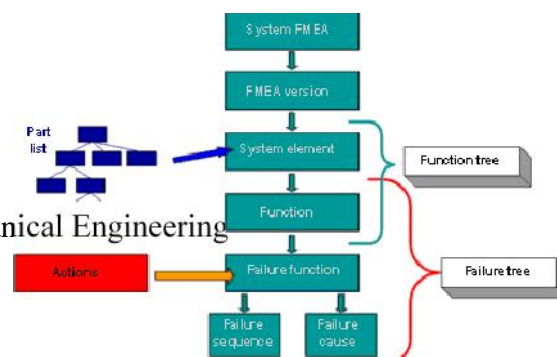 System FMEA
FMEA version
Part
list
System element
Function tree
Function
nical Engineering
Actions
Failure function
Failure tree
Failure
sequence
Failure
cause